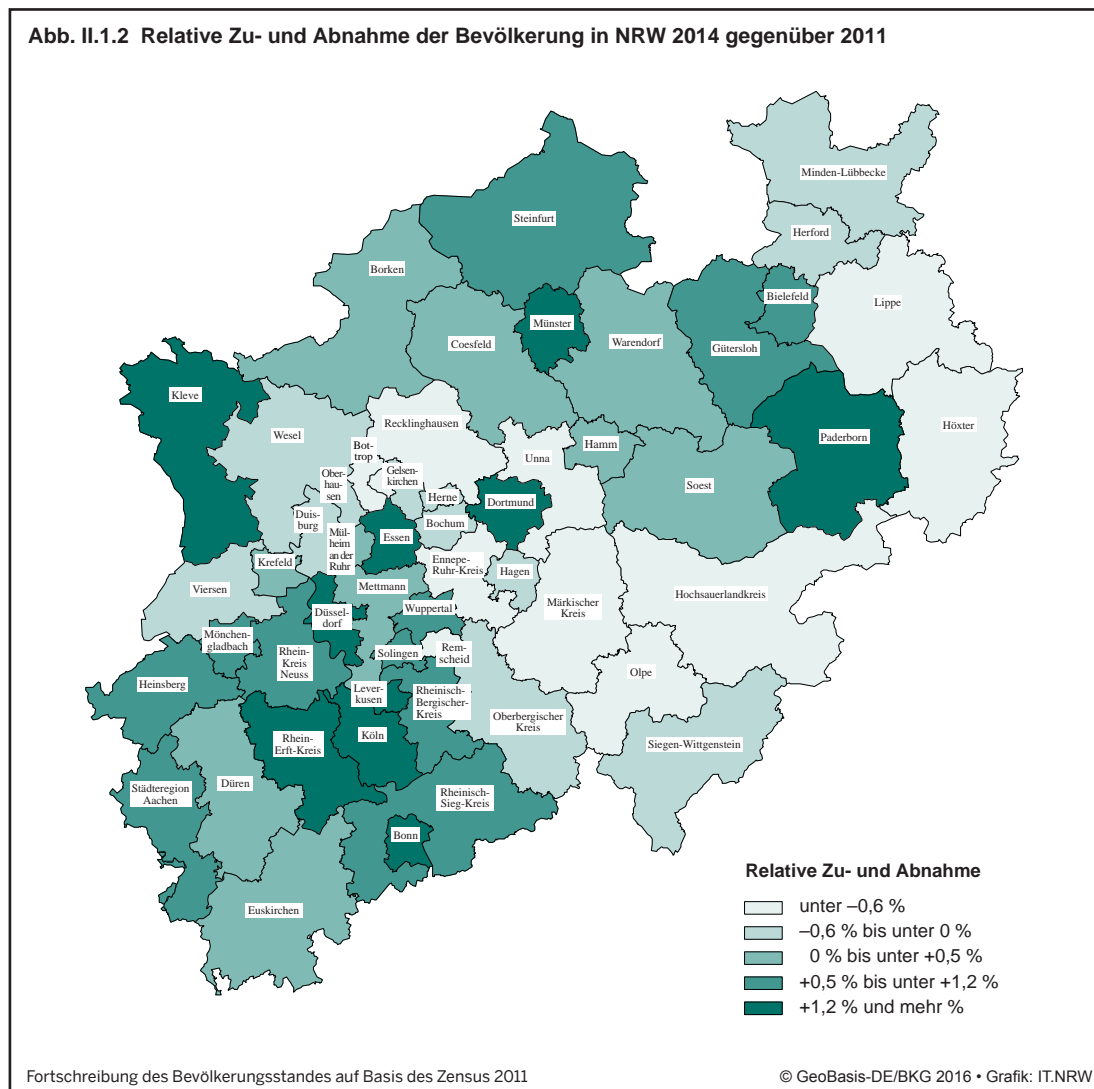 Abb. II.1.2 Relative Zu- und Abnahme der Bevölkerung in NRW 2014 gegenüber 2011
Minden-Lübbecke
Steinfurt
Herford
Borken
Bielefeld
Lippe
Münster
Coesfeld
Warendorf
Gütersloh
Kleve
Recklinghausen
Höxter
Wesel
Paderborn
Bot-
trop
Hamm
Unna
Gelsen-
kirchen
Ober-
hau-
sen
Soest
Herne
Dortmund
Duis-
burg
Bochum
Mülheim
an der
Ruhr
Essen
Krefeld
Ennepe-
Ruhr-Kreis
Hagen
Viersen
Mettmann
Hochsauerlandkreis
Märkischer
Kreis
Wuppertal
Düssel-
dorf
Mönchen-
gladbach
Solingen
Rem-
scheid
Rhein-
Kreis
Neuss
Olpe
Heinsberg
Lever-
kusen
Rheinisch-
Bergischer-
Kreis
Oberbergischer
Kreis
Köln
Rhein-
Erft-Kreis
Siegen-Wittgenstein
Düren
Städteregion
Aachen
Rheinisch-
Sieg-Kreis
Bonn
Euskirchen
Relative Zu- und Abnahme
unter –0,6 %
–0,6 % bis unter 0 %
0 % bis unter +0,5 %
+0,5 % bis unter +1,2 %
+1,2 % und mehr %
Fortschreibung des Bevölkerungsstandes auf Basis des Zensus 2011
© GeoBasis-DE/BKG 2016 • Grafik: IT.NRW